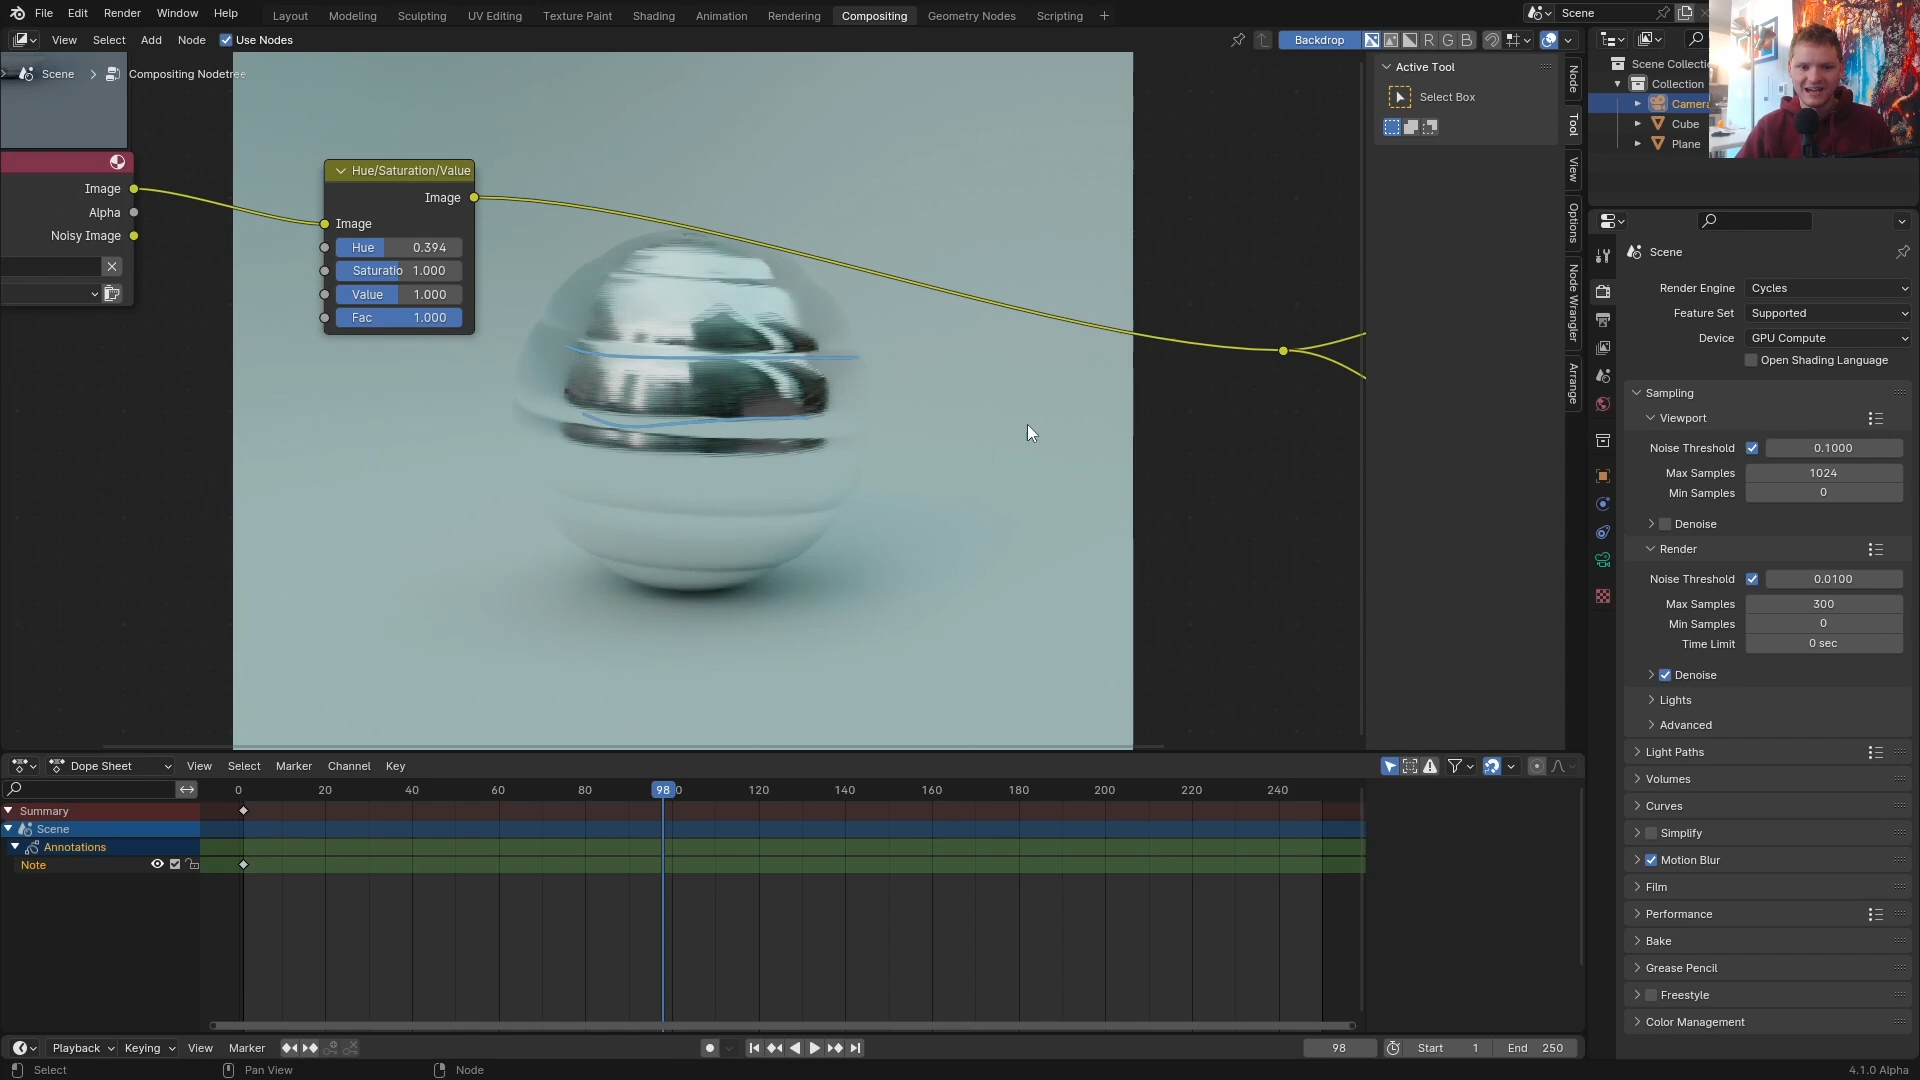 File Edit Render Window Help
Layout Modeling Sculpting UV Editing Texture Paint Shading Animation Rendering Compositing Geometry Nodes Scripting +
Scene
View Select Add Node Use Nodes
Backdrop R G B
Scene > Compositing Nodetree
Image
Alpha
Noisy Image
Hue/Saturation/Value
Image
Image
Hue 0.394
Saturatio 1.000
Value 1.000
Fac 1.000
Active Tool
Select Box
Node
Tool
View
Options
Node Wrangler
Arrange
Scene Collectic
Collection
Camera
Cube
Plane
Scene
Render Engine Cycles
Feature Set Supported
Device GPU Compute
Open Shading Language
Sampling
Viewport
Noise Threshold 0.1000
Max Samples 1024
Min Samples 0
Denoise
Render
Noise Threshold 0.0100
Max Samples 300
Min Samples 0
Time Limit 0 sec
Denoise
Lights
Advanced
Light Paths
Volumes
Curves
Simplify
Motion Blur
Film
Performance
Bake
Grease Pencil
Freestyle
Color Management
Dope Sheet View Select Marker Channel Key
0 20 40 60 80 98 0 120 140 160 180 200 220 240
Summary
Scene
Annotations
Note
Playback Keying View Marker
98 Start 1 End 250
Select Pan View Node
4.1.0 Alpha